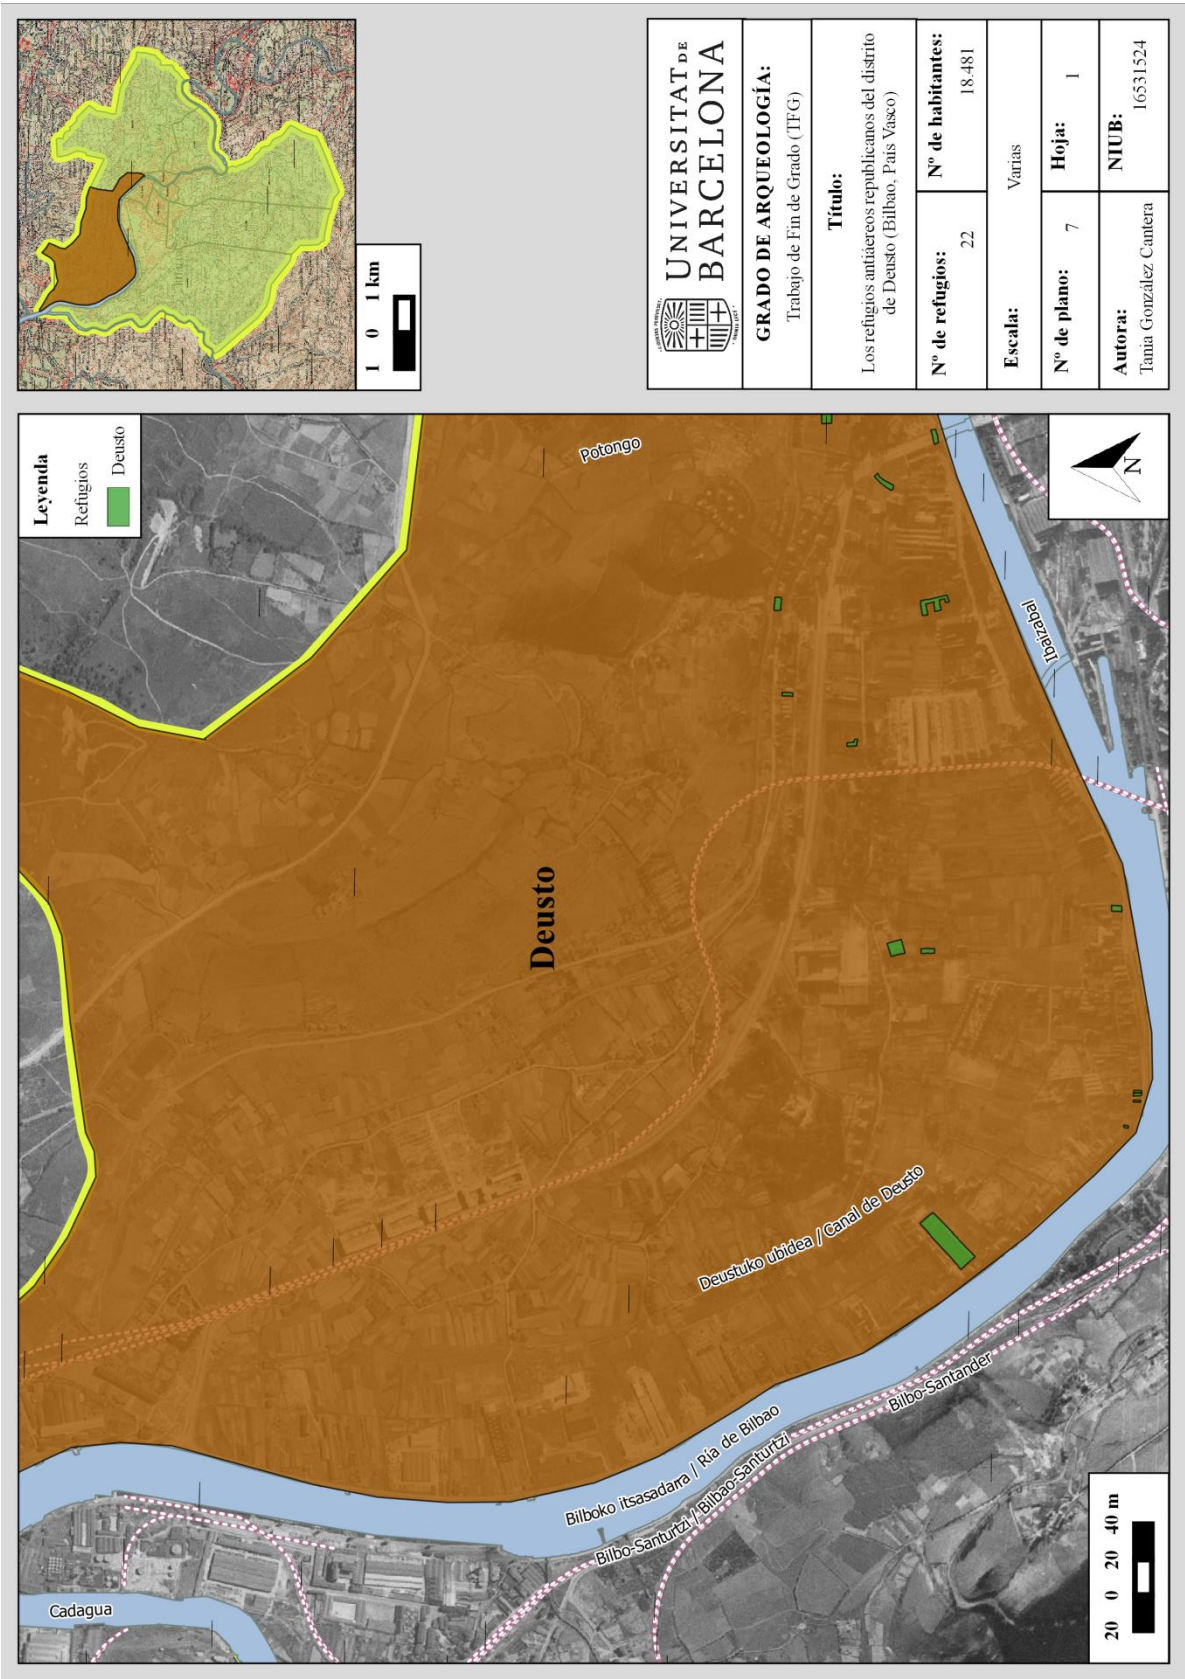 Leyenda
Refugios
Deusto
Potongo
Deusto
Ibaizabal
Deustuko ubidea / Canal de Deusto
Bilboko itsasadarra / Ría de Bilbao
Bilbo-Santurtzi / Bilbao-Santurtzi
Bilbo-Santander
Cadagua
20 0 20 40 m
N
1 0 1 km
UNIVERSITAT DE
BARCELONA
GRADO DE ARQUEOLOGÍA:
Trabajo de Fin de Grado (TFG)
Título:
Los refugios antiáereos republicanos del distrito
de Deusto (Bilbao, País Vasco)
Nº de refugios:
22
Nº de habitantes:
18.481
Escala:
Varias
Nº de plano:
7
Hoja:
1
Autora:
Tania González Cantera
NIUB:
16531524